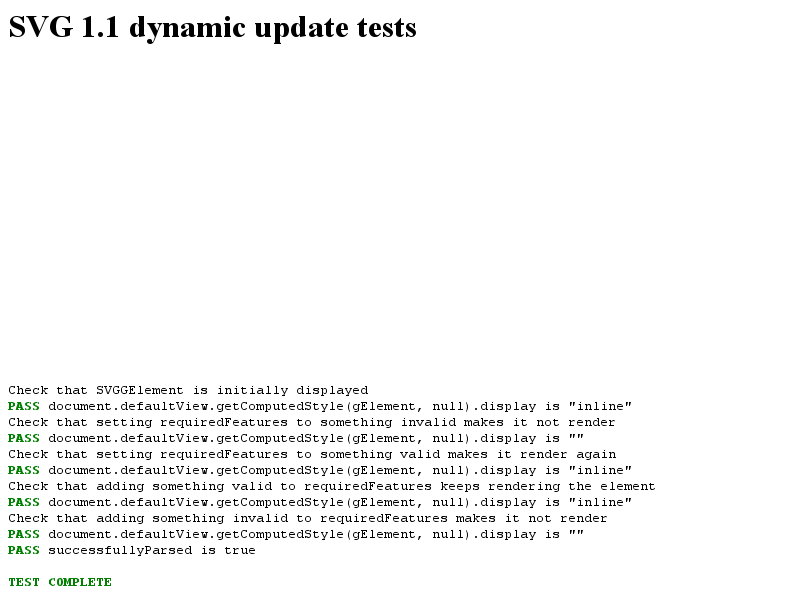 SVG 1.1 dynamic update tests
Check that SVGGElement is initially displayed
PASS document.defaultView.getComputedStyle(gElement, null).display is "inline"
Check that setting requiredFeatures to something invalid makes it not render
PASS document.defaultView.getComputedStyle(gElement, null).display is ""
Check that setting requiredFeatures to something valid makes it render again
PASS document.defaultView.getComputedStyle(gElement, null).display is "inline"
Check that adding something valid to requiredFeatures keeps rendering the element
PASS document.defaultView.getComputedStyle(gElement, null).display is "inline"
Check that adding something invalid to requiredFeatures makes it not render
PASS document.defaultView.getComputedStyle(gElement, null).display is ""
PASS successfullyParsed is true
TEST COMPLETE